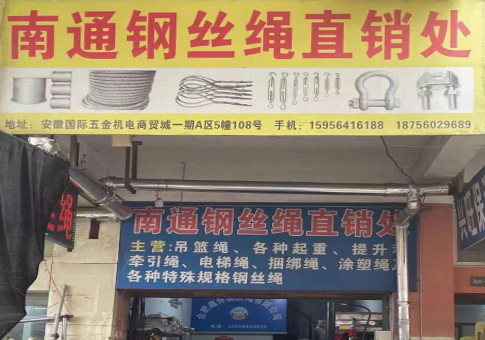 南通钢丝绳直销处
地址：安徽国际五金机电商贸城一期A区5幢108号 手机：15956416188 18756029689
南通钢丝绳直销处
主营：吊篮绳、各种起重、提升
牵引绳、电梯绳、捆绑绳、涂塑绳
各种特殊规格钢丝绳